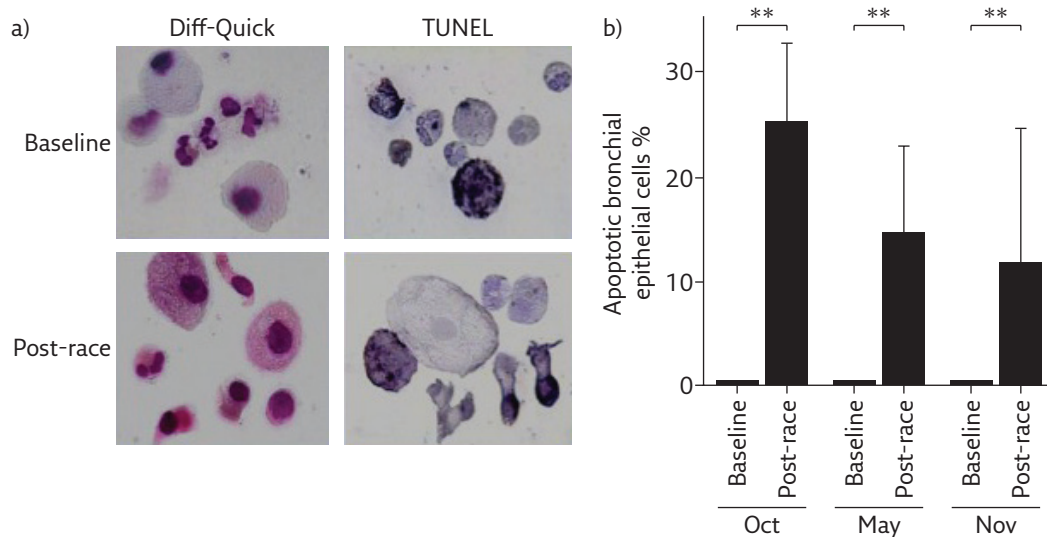 a)
Diff-Quick
TUNEL
Baseline
Post-race
b)
Apoptotic bronchial
epithelial cells %
30
20
10
0
**
**
**
Baseline
Post-race
Baseline
Post-race
Baseline
Post-race
Oct
May
Nov